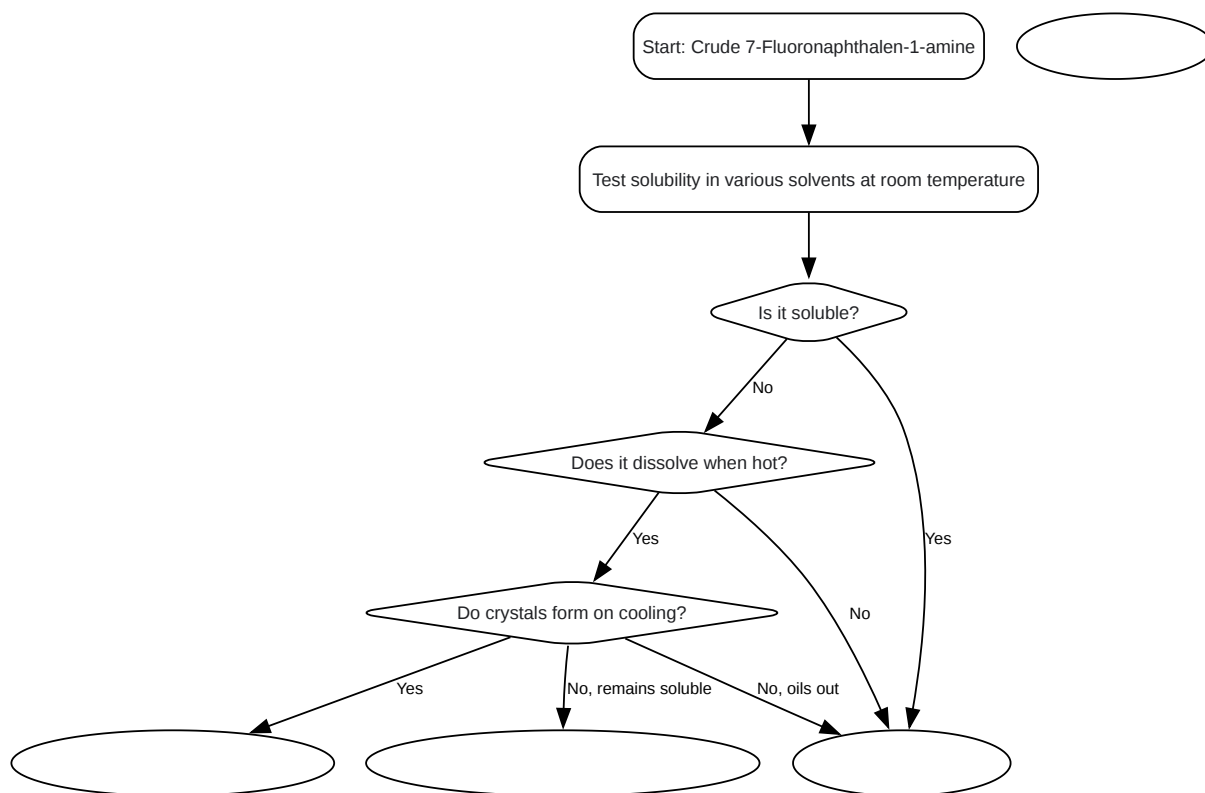 Start: Crude 7-Fluoronaphthalen-1-amine
Test solubility in various solvents at room temperature
Is it soluble?
No
Does it dissolve when hot?
Yes
Yes
Do crystals form on cooling?
No
Yes
No, remains soluble
No, oils out